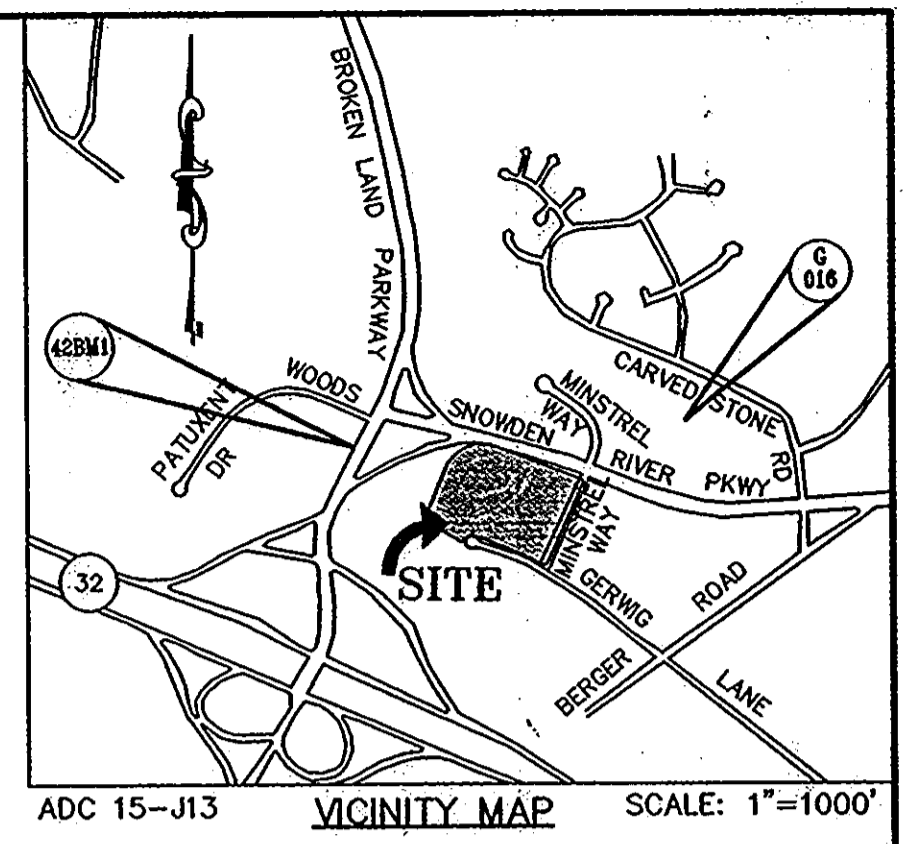 BROKEN LAND PARKWAY
G
016
42BM1
PATUXENT WOODS
DR
CARVED STONE
RD
MINSTREL
WAY
SNOWDEN RIVER PKWY
MINSTREL
WAY
SITE
32
GERWIG LANE
BERGER ROAD
ADC 15-J13 VICINITY MAP SCALE: 1"=1000'